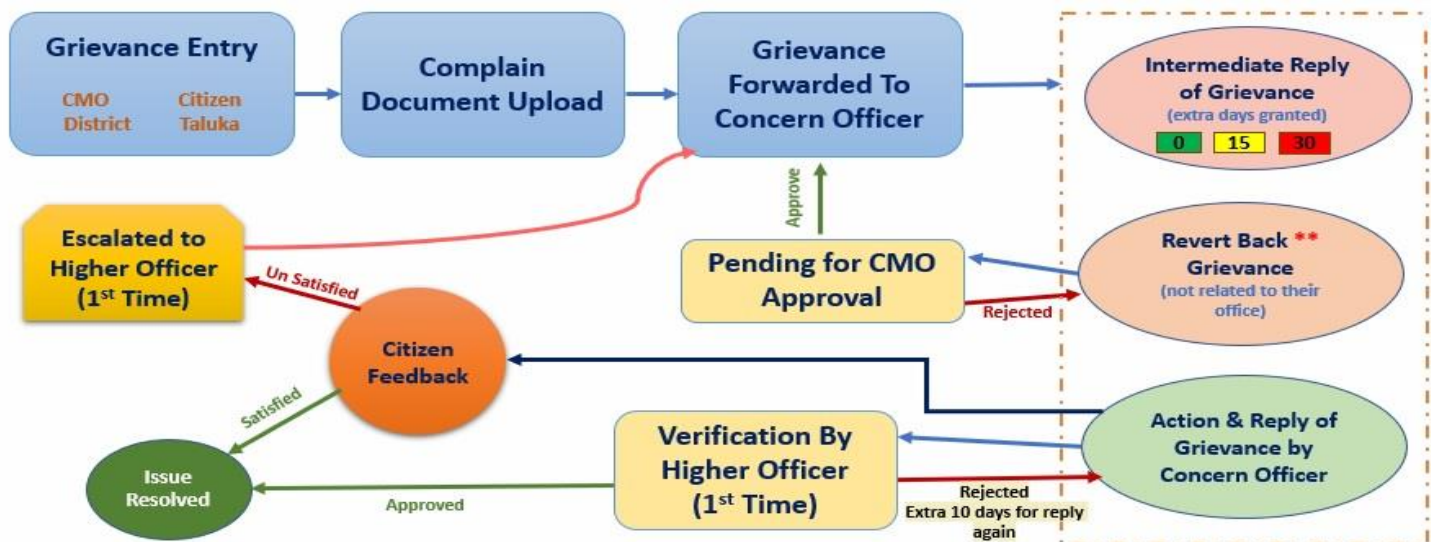 Grievance Entry
CMO Citizen
District Taluka
Complain
Document Upload
Grievance
Forwarded To
Concern Officer
Intermediate Reply
of Grievance
(extra days granted)
0 15 30
Approve
Escalated to
Higher Officer
(1st Time)
Un Satisfied
Pending for CMO
Approval
Rejected
Revert Back **
Grievance
(not related to their
office)
Citizen
Feedback
Satisfied
Issue
Resolved
Approved
Verification By
Higher Officer
(1st Time)
Rejected
Extra 10 days for reply
again
Action & Reply of
Grievance by
Concern Officer